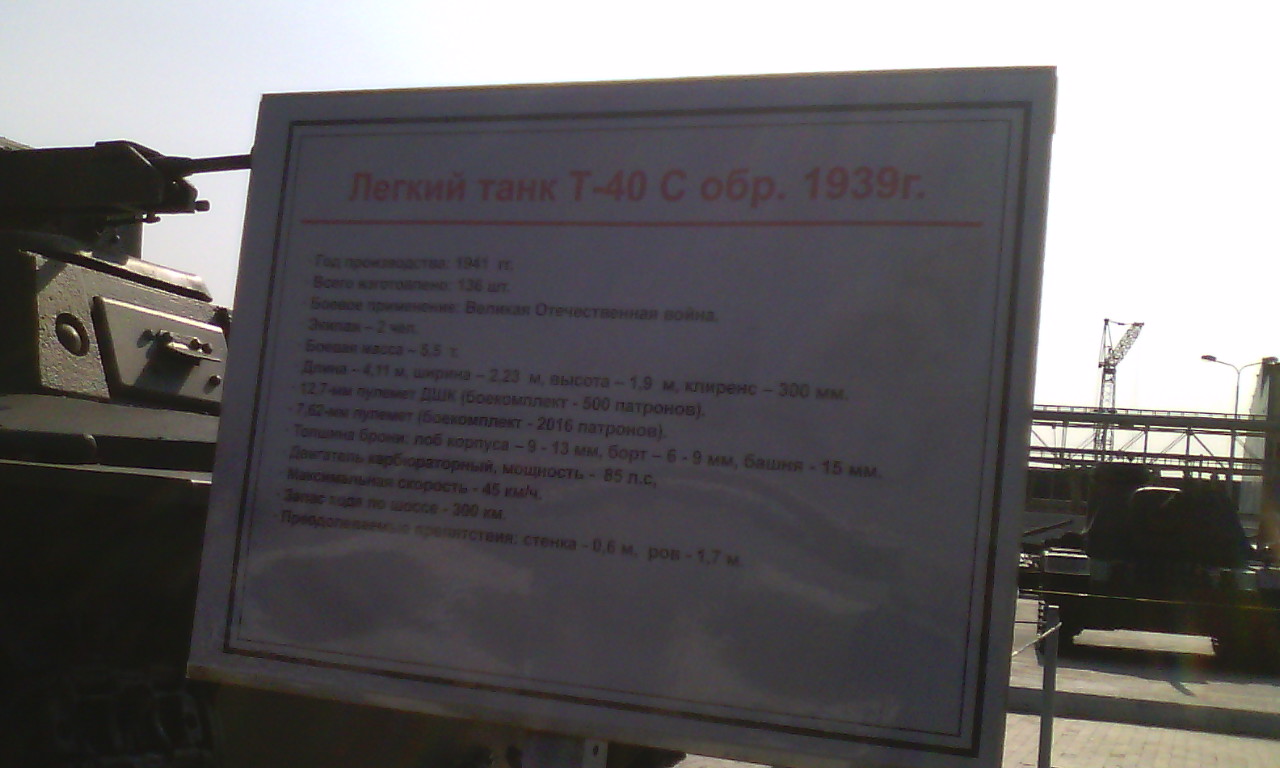 Легкий танк Т-40 С обр. 1939г.
Год производства: 1941 гг.
Всего изготовлено: 136 шт.
Боевое применение: Великая Отечественная война.
Экипаж – 2 чел.
Боевая масса – 5,5 т.
Длина – 4,11 м, ширина – 2,23 м, высота – 1,9 м, клиренс – 300 мм.
12,7-мм пулемет ДШК (боекомплект - 500 патронов).
7,62-мм пулемет (боекомплект - 2016 патронов).
Толщина брони: лоб корпуса – 9 - 13 мм, борт – 6 - 9 мм, башня - 15 мм.
Двигатель карбюраторный, мощность - 85 л.с,
Максимальная скорость - 45 км/ч.
Запас хода по шоссе - 300 км.
Преодолеваемые препятствия: стенка - 0,6 м, ров - 1,7 м